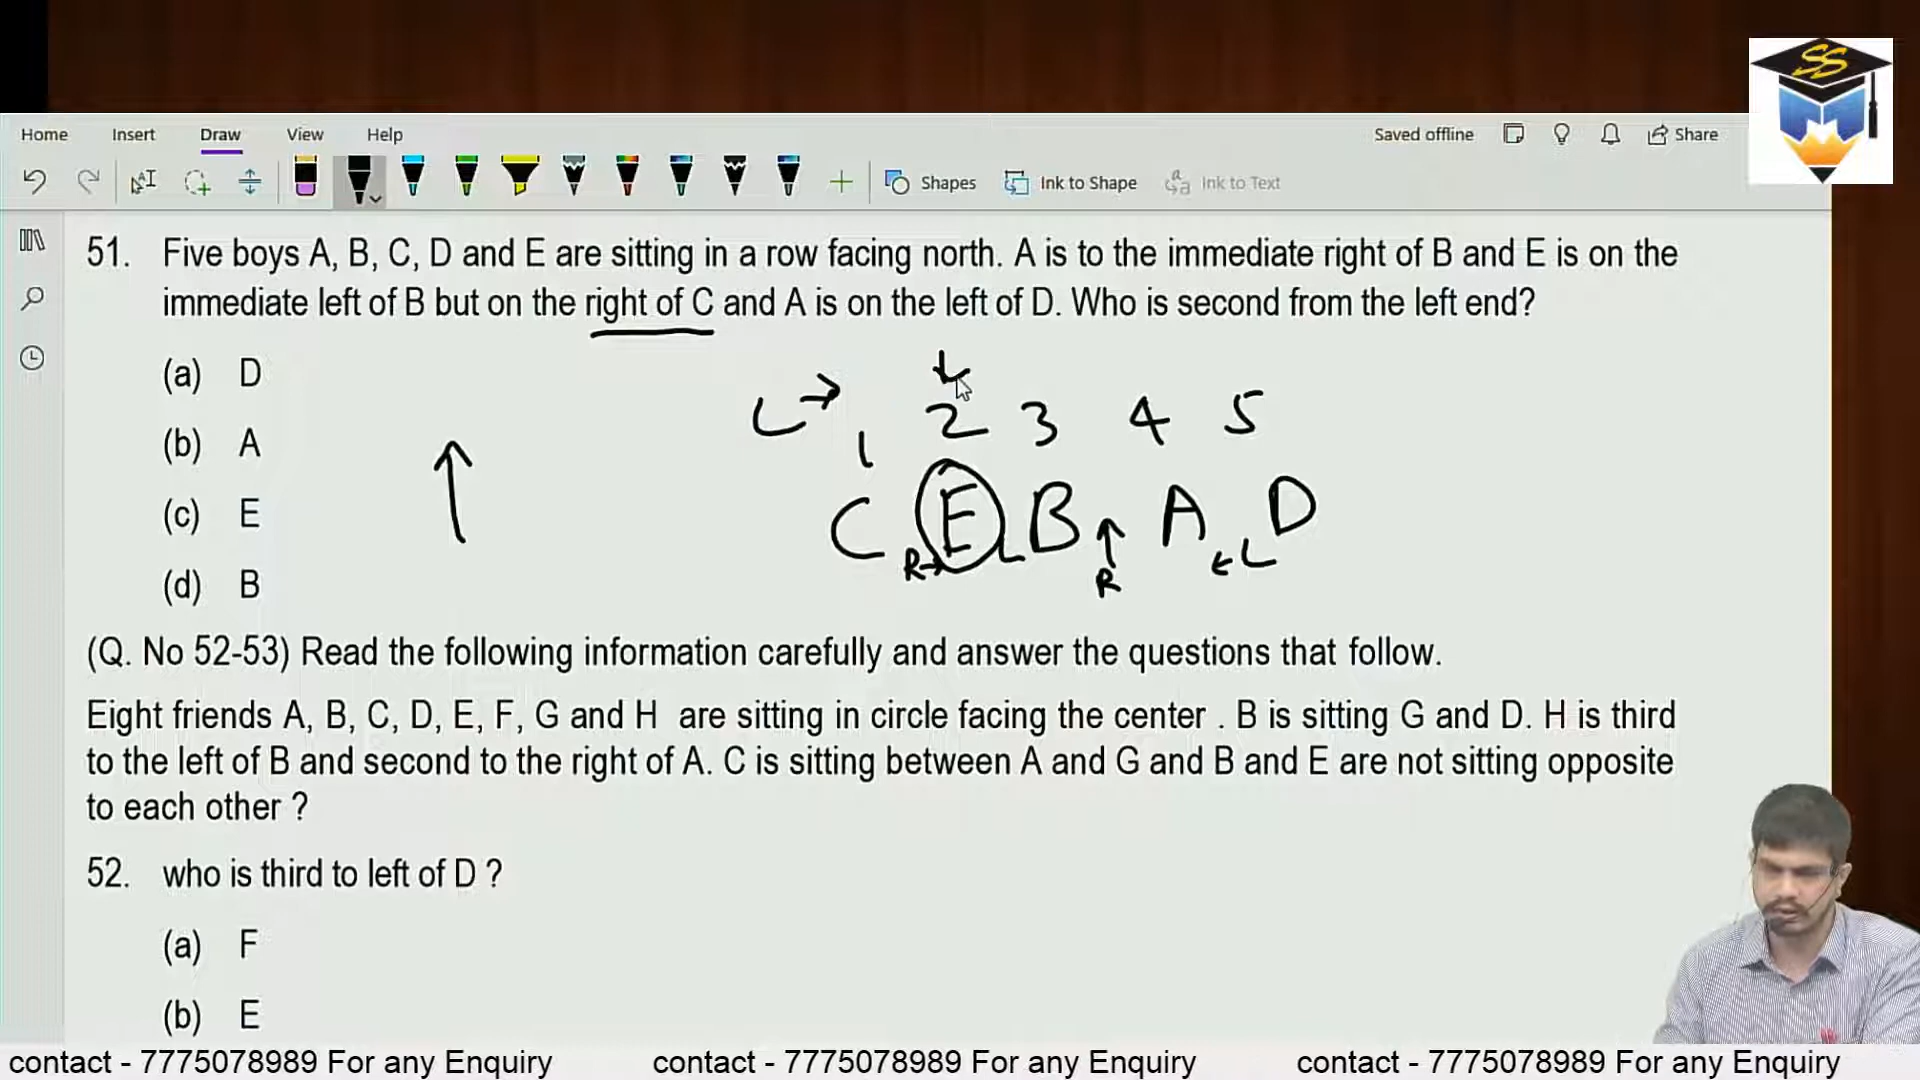 SS
Home Insert Draw View Help Saved offline Share
Shapes Ink to Shape Ink to Text
51. Five boys A, B, C, D and E are sitting in a row facing north. A is to the immediate right of B and E is on the
immediate left of B but on the right of C and A is on the left of D. Who is second from the left end?
(a) D
(b) A
(c) E
(d) B
L → 1 2 3 4 5
C E B A D
R → L R ← L
(Q. No 52-53) Read the following information carefully and answer the questions that follow.
Eight friends A, B, C, D, E, F, G and H are sitting in circle facing the center . B is sitting G and D. H is third
to the left of B and second to the right of A. C is sitting between A and G and B and E are not sitting opposite
to each other ?
52. who is third to left of D ?
(a) F
(b) E
contact - 7775078989 For any Enquiry contact - 7775078989 For any Enquiry contact - 7775078989 For any Enquiry